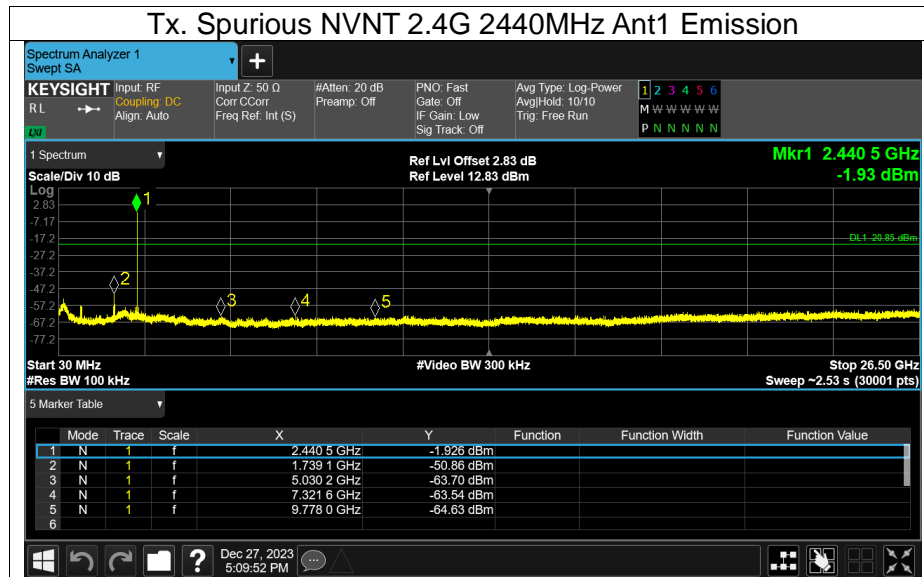 Tx. Spurious NVNT 2.4G 2440MHz Ant1 Emission
Spectrum Analyzer 1
Swept SA
+
KEYSIGHT
RL
LXI
Input: RF
Coupling: DC
Align: Auto
Input Z: 50 Ω
Corr CCorr
Freq Ref: Int (S)
#Atten: 20 dB
Preamp: Off
PNO: Fast
Gate: Off
IF Gain: Low
Sig Track: Off
Avg Type: Log-Power
Avg|Hold: 10/10
Trig: Free Run
1 2 3 4 5 6
M W W W W W
P N N N N N
1 Spectrum
Scale/Div 10 dB
Ref Lvl Offset 2.83 dB
Ref Level 12.83 dBm
Mkr1 2.440 5 GHz
-1.93 dBm
Log
2.83
-7.17
-17.2
-27.2
-37.2
-47.2
-57.2
-67.2
-77.2
1
2
3
4
5
DL1 -20.85 dBm
Start 30 MHz
#Res BW 100 kHz
#Video BW 300 kHz
Stop 26.50 GHz
Sweep ~2.53 s (30001 pts)
5 Marker Table
Mode Trace Scale X Y Function Function Width Function Value
1 N 1 f 2.440 5 GHz -1.926 dBm
2 N 1 f 1.739 1 GHz -50.86 dBm
3 N 1 f 5.030 2 GHz -63.70 dBm
4 N 1 f 7.321 6 GHz -63.54 dBm
5 N 1 f 9.778 0 GHz -64.63 dBm
6
?
Dec 27, 2023
5:09:52 PM